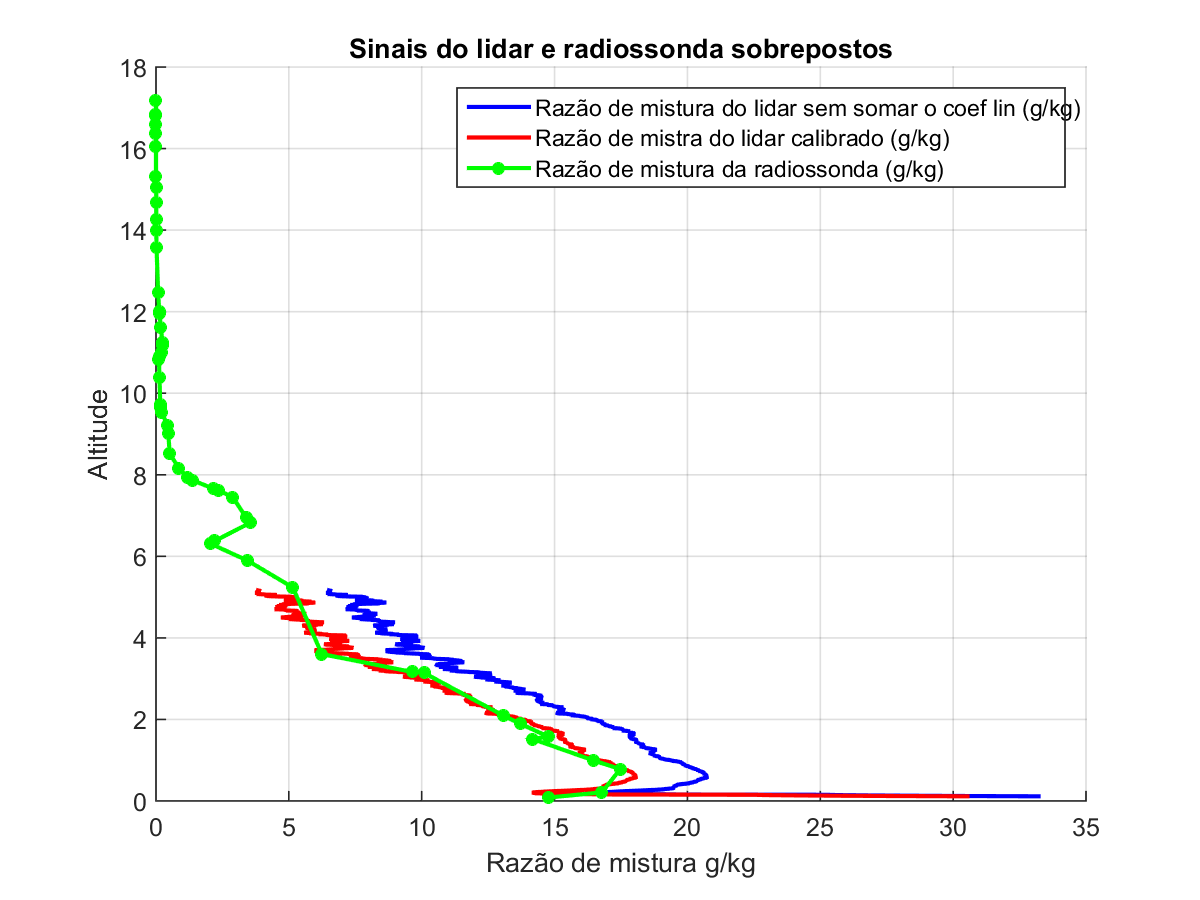 Sinais do lidar e radiossonda sobrepostos
18
16
14
12
10
8
6
4
2
0
Altitude
Razão de mistura do lidar sem somar o coef lin (g/kg)
Razão de mistra do lidar calibrado (g/kg)
Razão de mistura da radiossonda (g/kg)
0 5 10 15 20 25 30 35
Razão de mistura g/kg